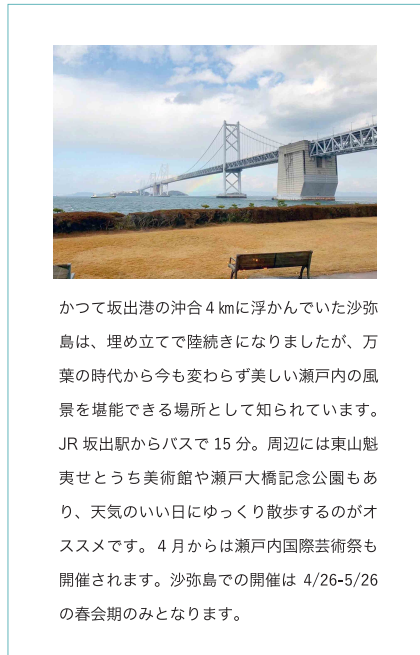 かつて坂出港の沖合４㎞に浮かんでいた沙弥
島は、埋め立てで陸続きになりましたが、万
葉の時代から今も変わらず美しい瀬戸内の風
景を堪能できる場所として知られています。
JR 坂出駅からバスで 15 分。周辺には東山魁
夷せとうち美術館や瀬戸大橋記念公園もあ
り、天気のいい日にゆっくり散歩するのがオ
ススメです。４月からは瀬戸内国際芸術祭も
開催されます。沙弥島での開催は 4/26-5/26
の春会期のみとなります。